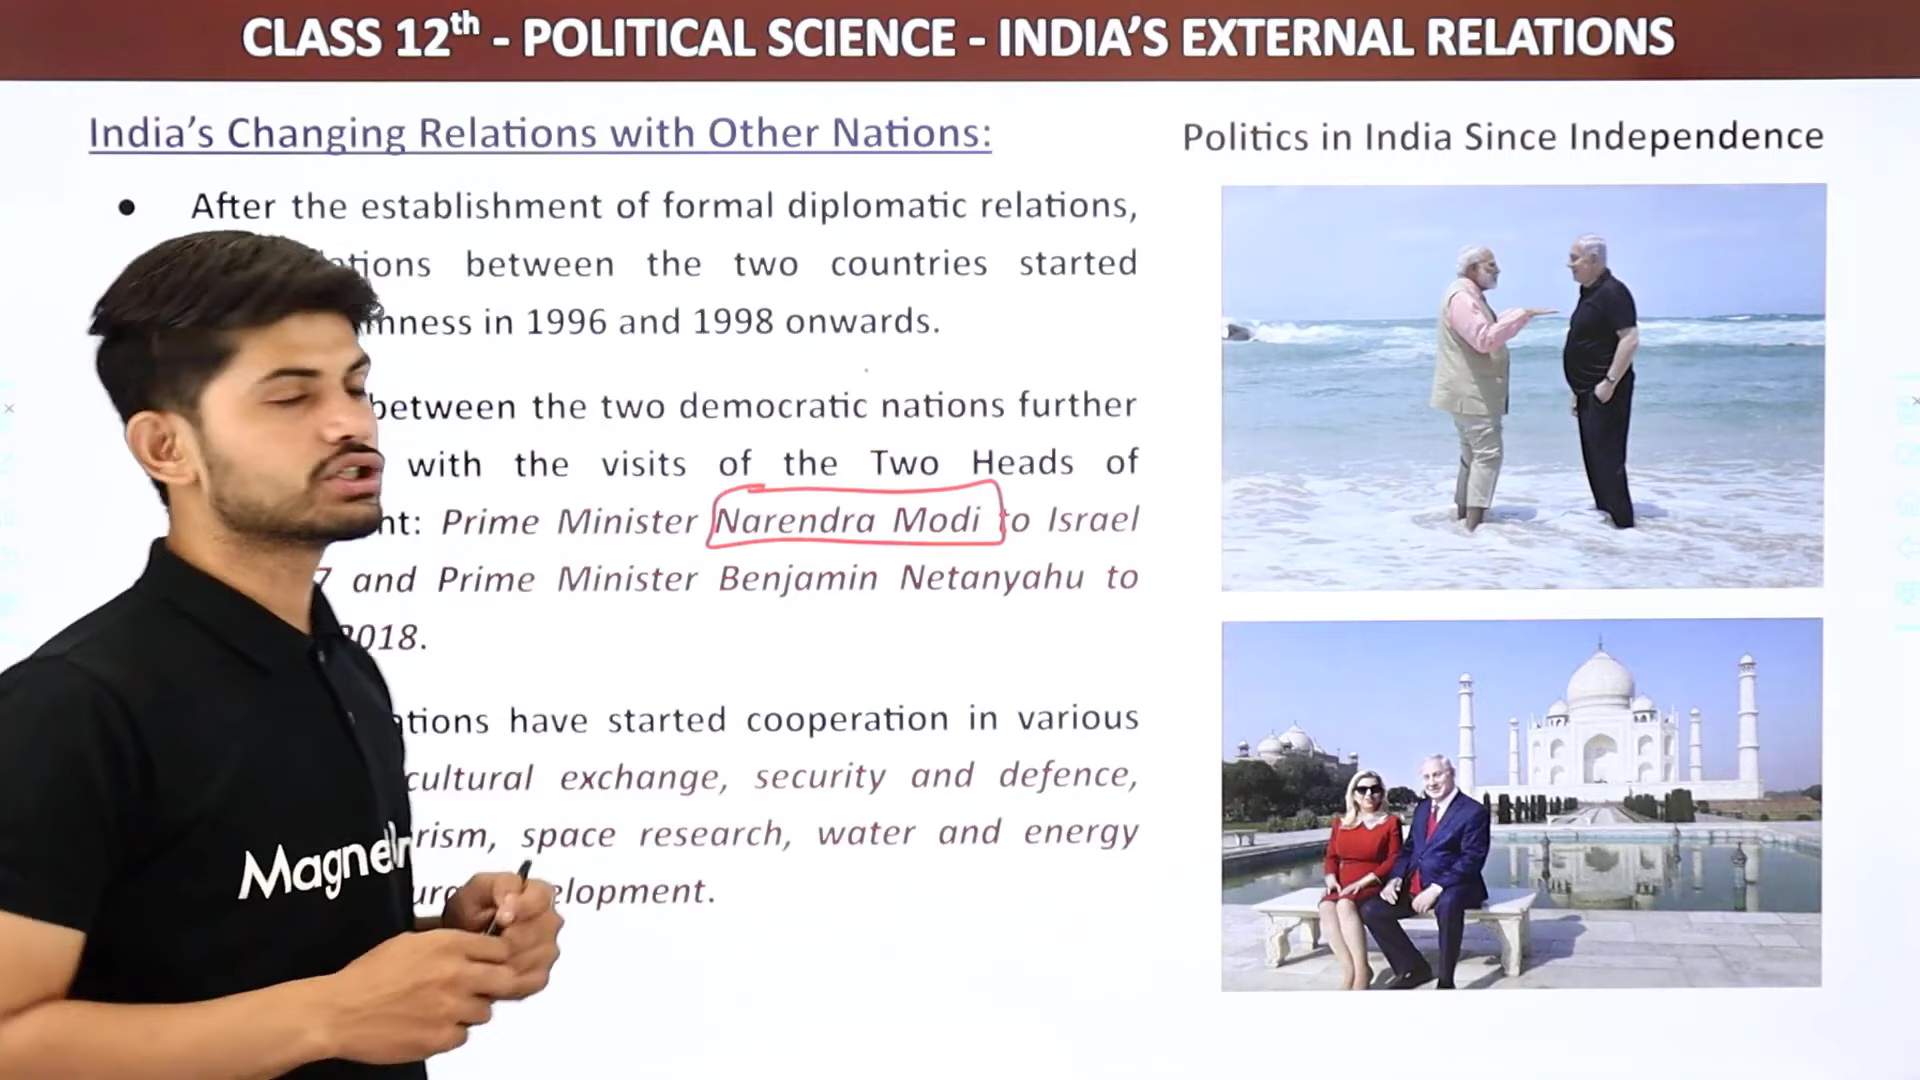 CLASS 12th - POLITICAL SCIENCE - INDIA'S EXTERNAL RELATIONS
India's Changing Relations with Other Nations:
Politics in India Since Independence
• After the establishment of formal diplomatic relations,
between the two countries started
in 1996 and 1998 onwards.
between the two democratic nations further
with the visits of the Two Heads of
Prime Minister Narendra Modi to Israel
and Prime Minister Benjamin Netanyahu to
2018.
have started cooperation in various
cultural exchange, security and defence,
space research, water and energy
Magne